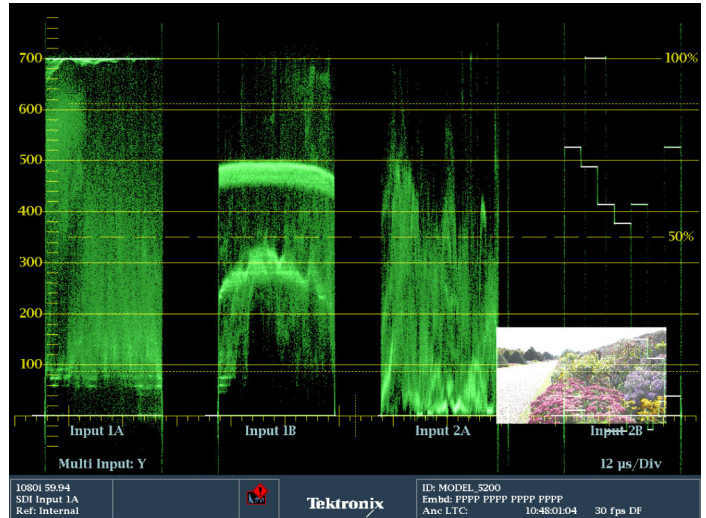 700
100%
600
500
400
50%
300
200
100
0
Input 1A
Input 1B
Input 2A
Input 2B
Multi Input: Y
12 µs/Div
1080i 59.94
SDI Input 1A
Ref: Internal
Tektronix
ID: MODEL_5200
Embd: PPPP PPPP PPPP PPPP
Anc LTC: 10:48:01:04 30 fps DF